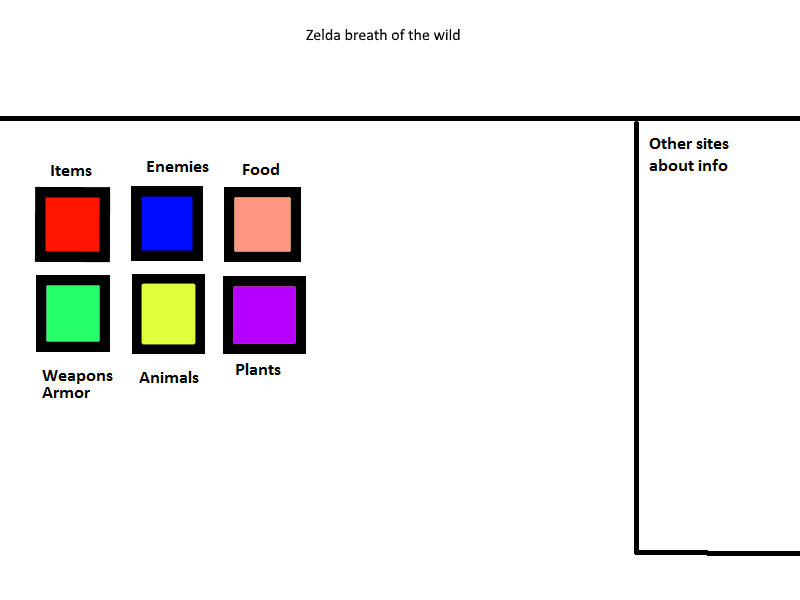 Zelda breath of the wild
Other sites
about info
Items
Enemies
Food
Weapons
Armor
Animals
Plants